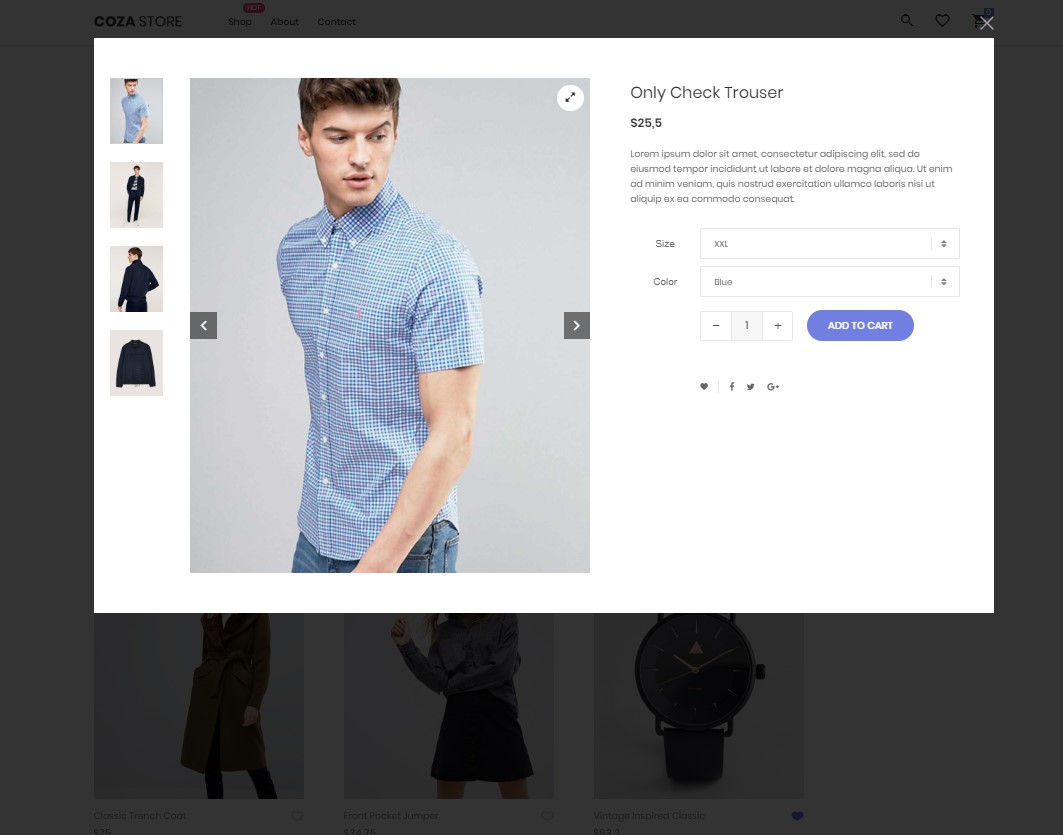 HOT
COZA STORE
Shop About Contact
0
Only Check Trouser
$25,5
Lorem ipsum dolor sit amet, consectetur adipiscing elit, sed do
eiusmod tempor incididunt ut labore et dolore magna aliqua. Ut enim
ad minim veniam, quis nostrud exercitation ullamco laboris nisi ut
aliquip ex ea commodo consequat.
Size XXL
Color Blue
− 1 + ADD TO CART
Classic Trench Coat
$75
Front Pocket Jumper
$34.75
Vintage Inspired Classic
$93.2